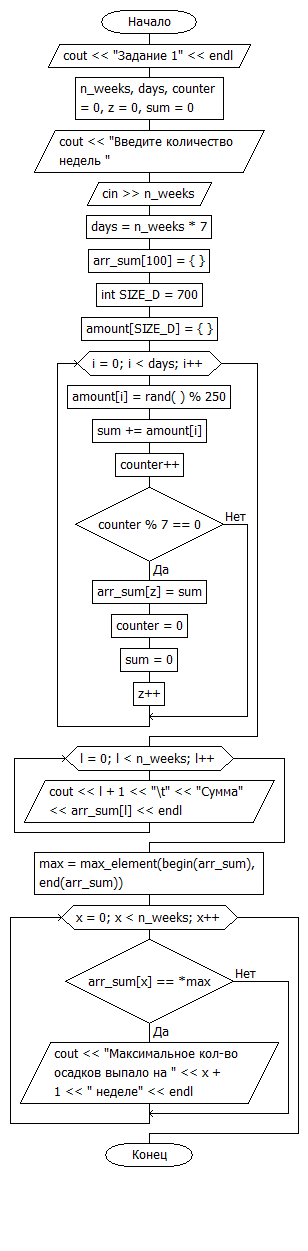 Начало
cout << "Задание 1" << endl
n_weeks, days, counter
= 0, z = 0, sum = 0
cout << "Введите количество
недель "
cin >> n_weeks
days = n_weeks * 7
arr_sum[100] = { }
int SIZE_D = 700
amount[SIZE_D] = { }
i = 0; i < days; i++
amount[i] = rand( ) % 250
sum += amount[i]
counter++
counter % 7 == 0
Нет
Да
arr_sum[z] = sum
counter = 0
sum = 0
z++
l = 0; l < n_weeks; l++
cout << l + 1 << "\t" << "Сумма"
<< arr_sum[l] << endl
max = max_element(begin(arr_sum),
end(arr_sum))
x = 0; x < n_weeks; x++
arr_sum[x] == *max
Нет
Да
cout << "Максимальное кол-во
осадков выпало на " << x +
1 << " неделе" << endl
Конец